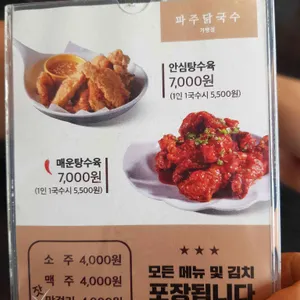 파주닭국수
안심탕수육
7,000원
(1인 1국수시 5,500원)
매운탕수육
7,000원
(1인 1국수시 5,500원)
소 주 4,000원
맥 주 4,000원
모든 메뉴 및 김치
포장됩니다